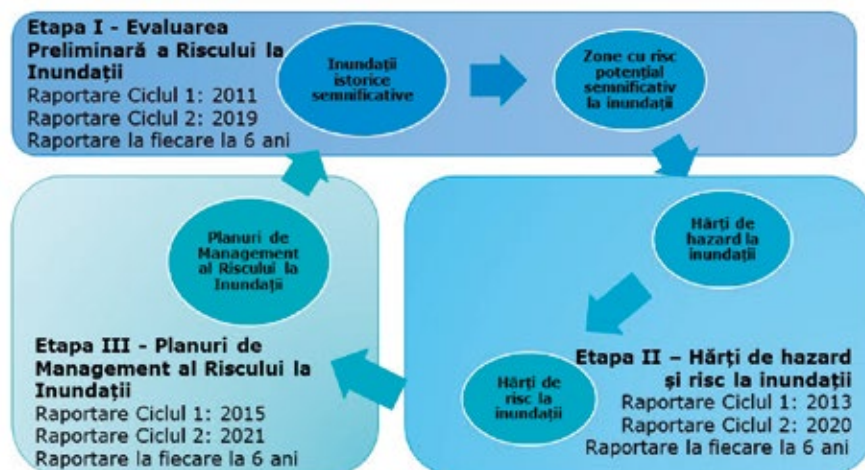 Etapa I - Evaluarea
Preliminară a Riscului la
Inundații
Raportare Ciclul 1: 2011
Raportare Ciclul 2: 2019
Raportare la fiecare la 6 ani
Inundații
istorice
semnificative
Zone cu risc
potențial
semnificativ
la inundații
Hărți de
hazard la
inundații
Etapa II – Hărți de hazard
și risc la inundații
Raportare Ciclul 1: 2013
Raportare Ciclul 2: 2020
Raportare la fiecare la 6 ani
Hărți de
risc la
inundații
Planuri de
Management
al Riscului la
Inundații
Etapa III - Planuri de
Management al Riscului la
Inundații
Raportare Ciclul 1: 2015
Raportare Ciclul 2: 2021
Raportare la fiecare la 6 ani